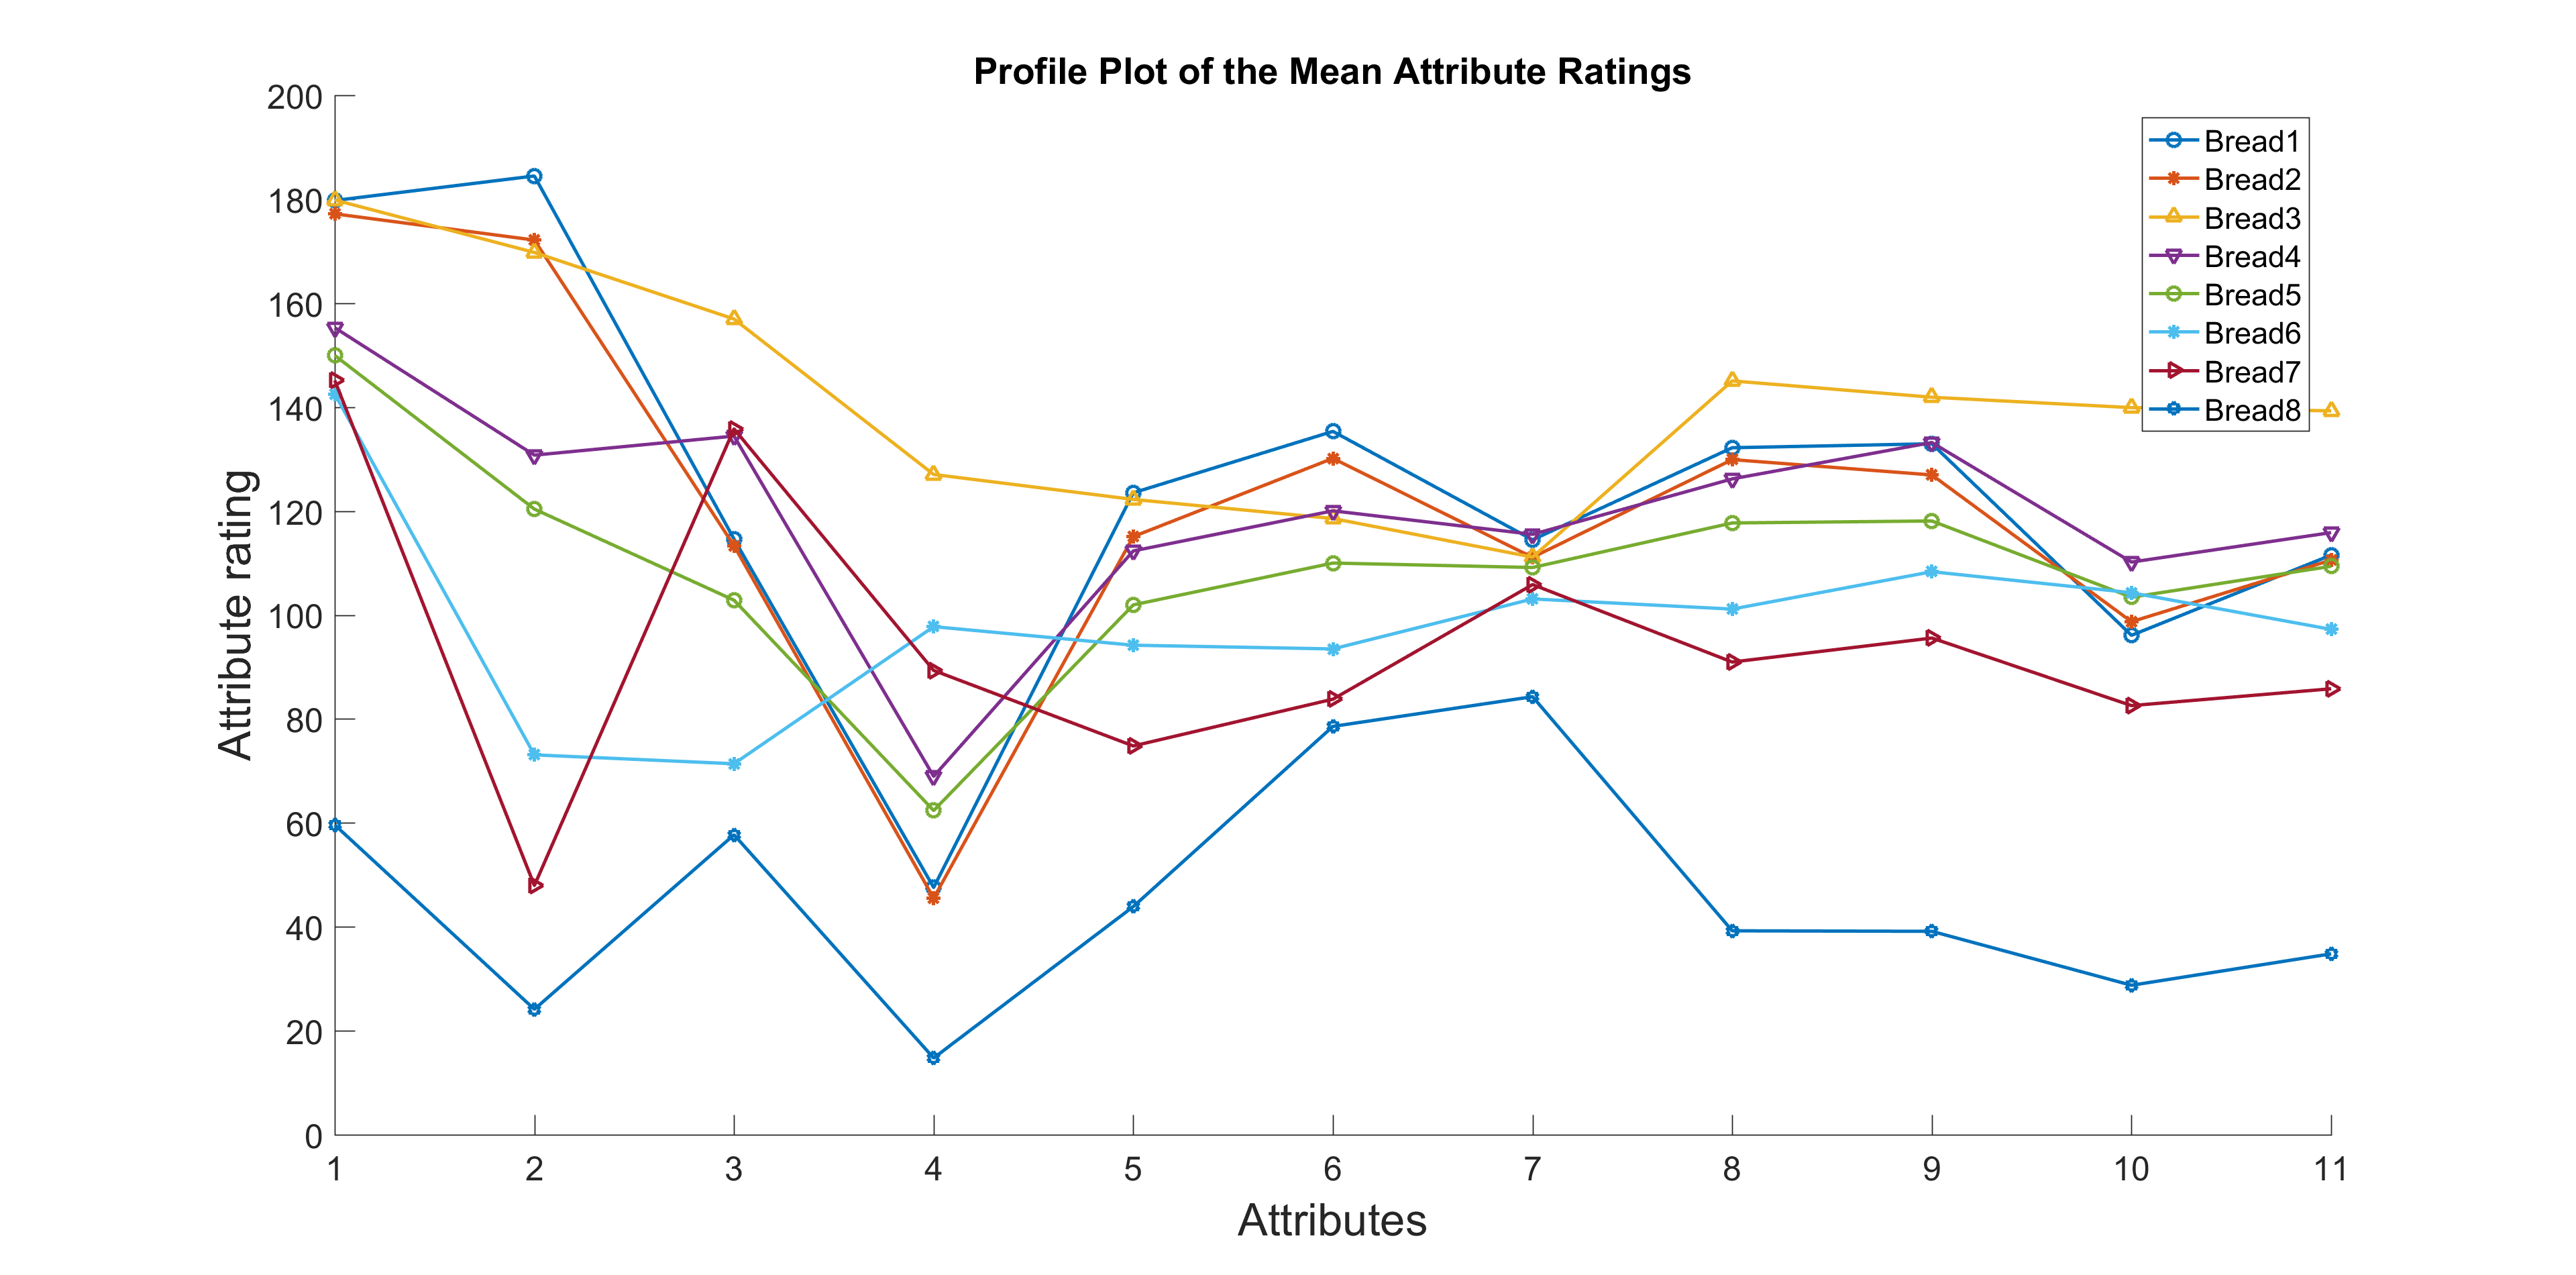 Profile Plot of the Mean Attribute Ratings
200
180
160
140
120
100
80
60
40
20
0
Attribute rating
1 2 3 4 5 6 7 8 9 10 11
Attributes
Bread1
Bread2
Bread3
Bread4
Bread5
Bread6
Bread7
Bread8